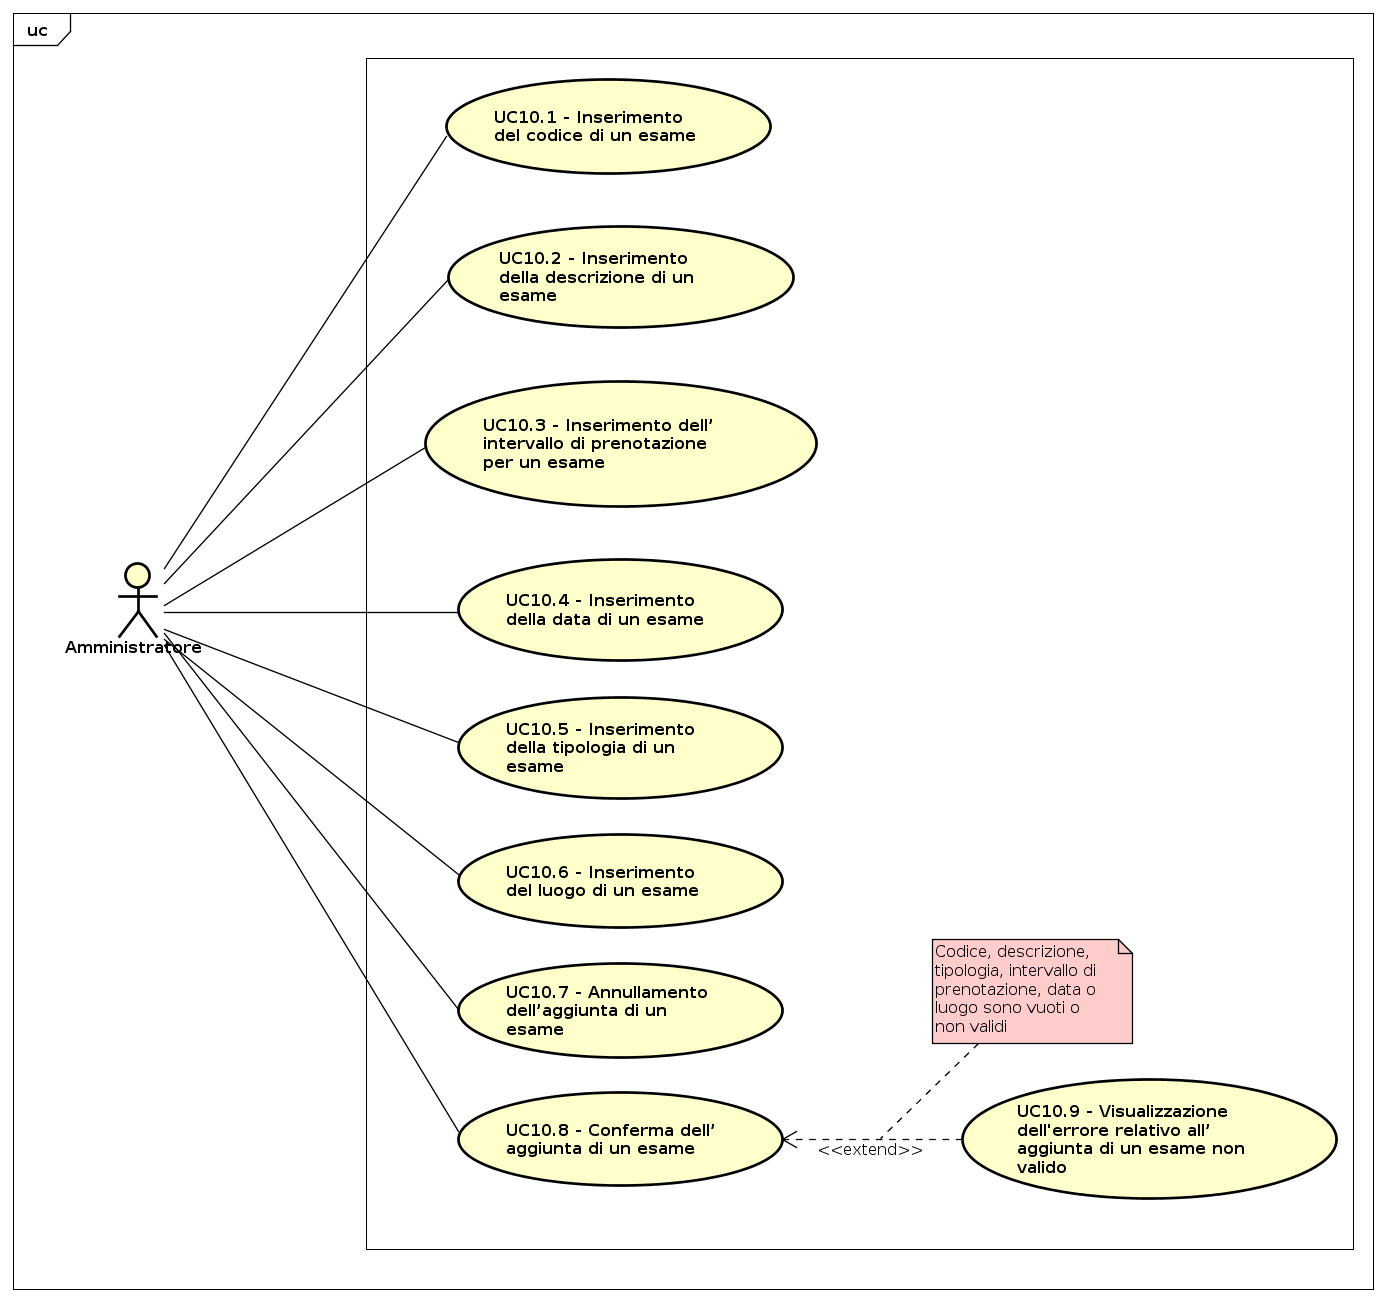 uc
UC10.1 - Inserimento
del codice di un esame
UC10.2 - Inserimento
della descrizione di un
esame
UC10.3 - Inserimento dell’
intervallo di prenotazione
per un esame
UC10.4 - Inserimento
della data di un esame
Amministratore
UC10.5 - Inserimento
della tipologia di un
esame
UC10.6 - Inserimento
del luogo di un esame
Codice, descrizione,
tipologia, intervallo di
prenotazione, data o
luogo sono vuoti o
non validi
UC10.7 - Annullamento
dell’aggiunta di un
esame
UC10.8 - Conferma dell’
aggiunta di un esame
<<extend>>
UC10.9 - Visualizzazione
dell'errore relativo all’
aggiunta di un esame non
valido